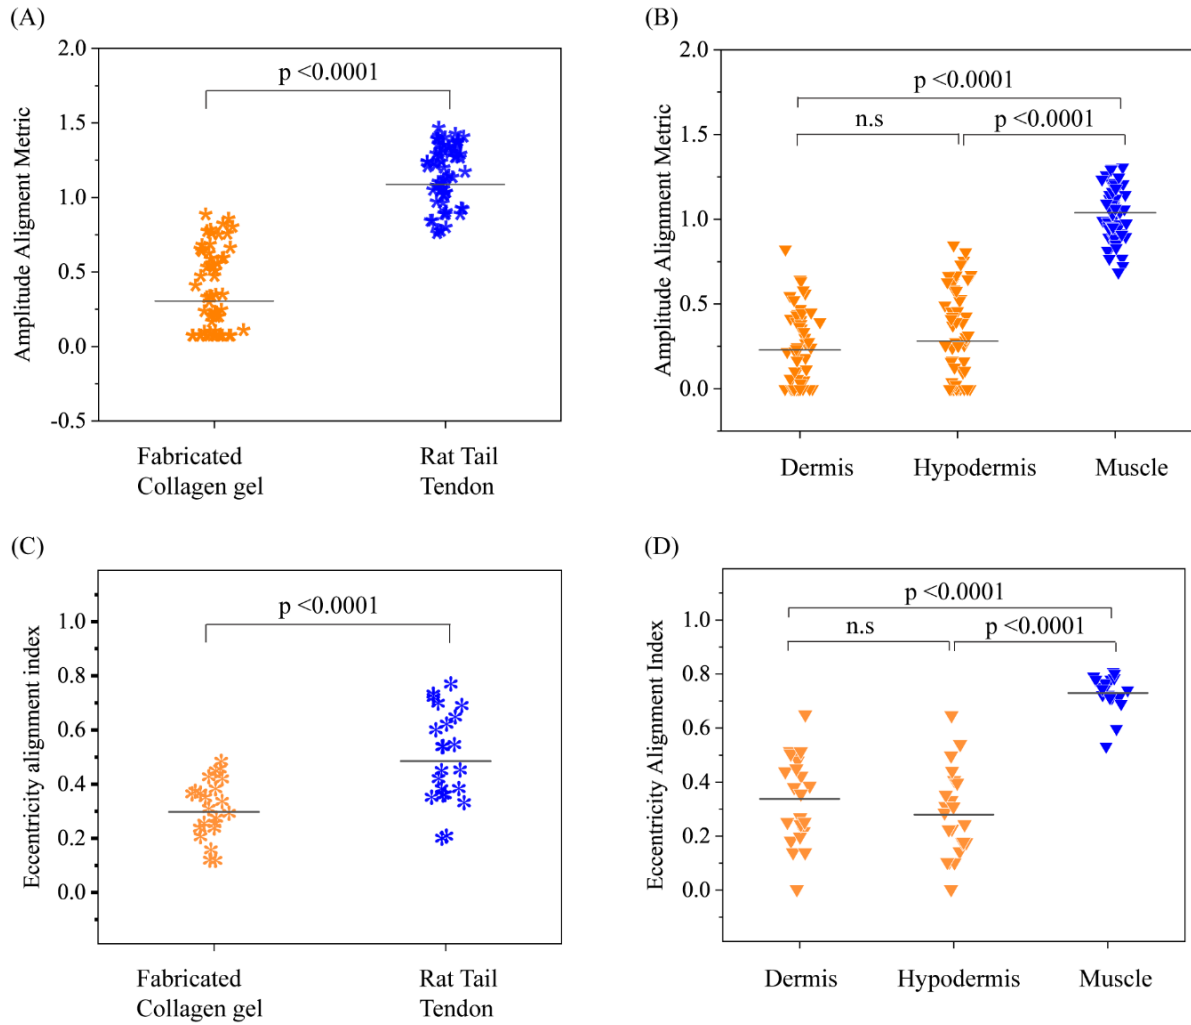 (A)
2.0
1.5
1.0
0.5
0.0
-0.5
Amplitude Alignment Metric
p <0.0001
Fabricated
Collagen gel
Rat Tail
Tendon
(B)
2.0
1.5
1.0
0.5
0.0
Amplitude Alignment Metric
p <0.0001
n.s
p <0.0001
Dermis
Hypodermis
Muscle
(C)
1.0
0.8
0.6
0.4
0.2
0.0
Eccentricity alignment index
p <0.0001
Fabricated
Collagen gel
Rat Tail
Tendon
(D)
1.0
0.8
0.6
0.4
0.2
0.0
Eccentricity Alignment Index
p <0.0001
n.s
p <0.0001
Dermis
Hypodermis
Muscle